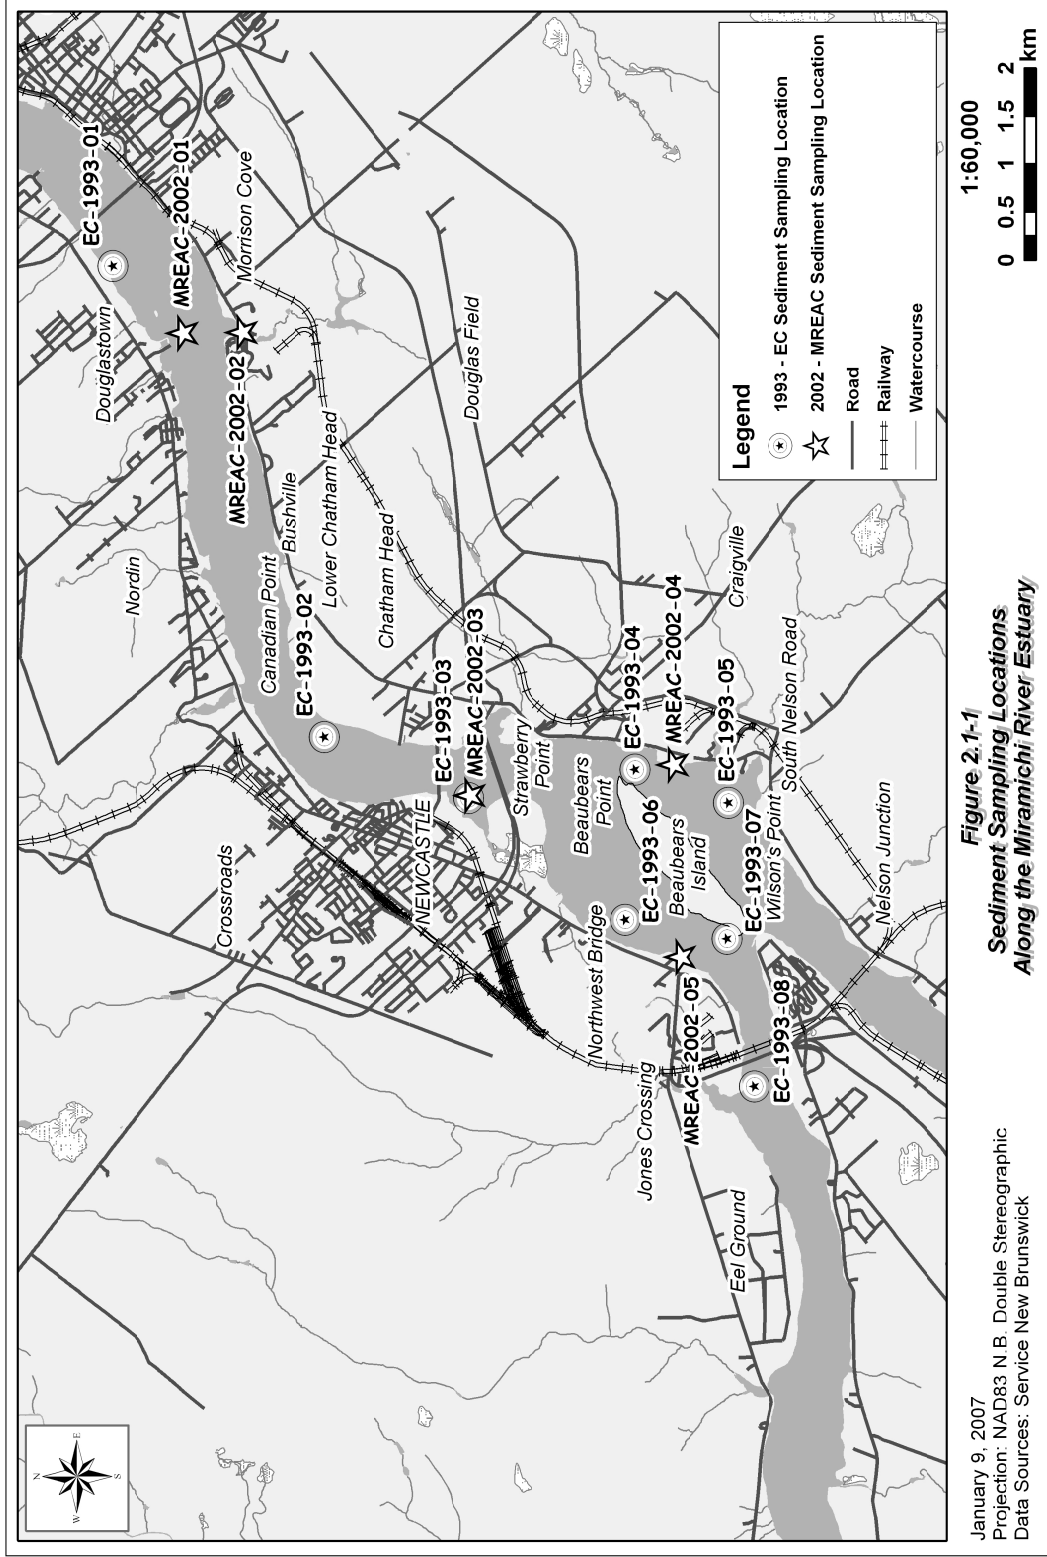 N
W
E
S
Crossroads
Nordin
Douglastown
EC-1993-01
MREAC-2002-01
MREAC-2002-02
Morrison Cove
Canadian Point
Bushville
EC-1993-02
Lower Chatham Head
Chatham Head
NEWCASTLE
EC-1993-03
MREAC-2002-03
Douglas Field
Strawberry
Point
Beaubears
Point
Northwest Bridge
EC-1993-04
EC-1993-06
MREAC-2002-04
Beaubears
Island
Jones Crossing
MREAC-2002-05
EC-1993-05
Craigville
EC-1993-07
Wilson's Point
South Nelson Road
Eel Ground
EC-1993-08
Nelson Junction
Legend
1993 - EC Sediment Sampling Location
2002 - MREAC Sediment Sampling Location
Road
Railway
Watercourse
January 9, 2007
Projection: NAD83 N.B. Double Stereographic
Data Sources: Service New Brunswick
Figure 2.1-1
Sediment Sampling Locations
Along the Miramichi River Estuary
1:60,000
0 0.5 1 1.5 2
km